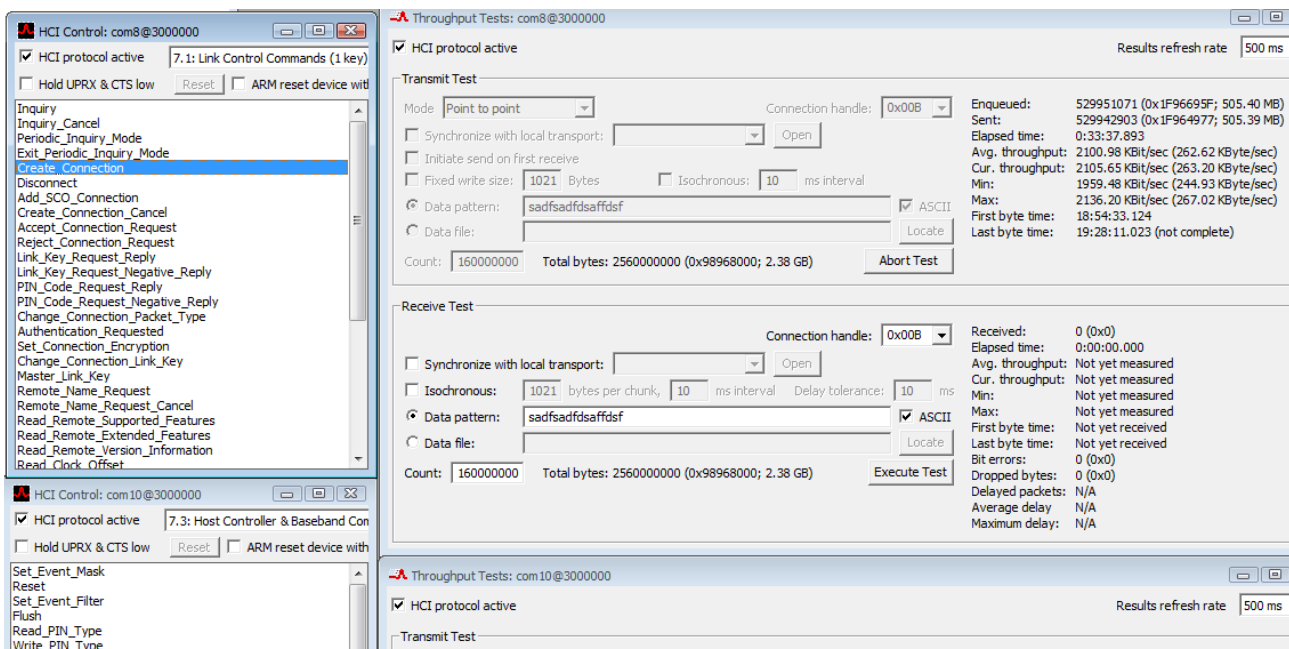 HCI Control: com8@3000000
HCI protocol active 7.1: Link Control Commands (1 key)
Hold UPRX & CTS low Reset ARM reset device with
Inquiry
Inquiry_Cancel
Periodic_Inquiry_Mode
Exit_Periodic_Inquiry_Mode
Create_Connection
Disconnect
Add_SCO_Connection
Create_Connection_Cancel
Accept_Connection_Request
Reject_Connection_Request
Link_Key_Request_Reply
Link_Key_Request_Negative_Reply
PIN_Code_Request_Reply
PIN_Code_Request_Negative_Reply
Change_Connection_Packet_Type
Authentication_Requested
Set_Connection_Encryption
Change_Connection_Link_Key
Master_Link_Key
Remote_Name_Request
Remote_Name_Request_Cancel
Read_Remote_Supported_Features
Read_Remote_Extended_Features
Read_Remote_Version_Information
Read_Clock_Offset
HCI Control: com10@3000000
HCI protocol active 7.3: Host Controller & Baseband Com
Hold UPRX & CTS low Reset ARM reset device with
Set_Event_Mask
Reset
Set_Event_Filter
Flush
Read_PIN_Type
Write_PIN_Type
Throughput Tests: com8@3000000
HCI protocol active Results refresh rate 500 ms
Transmit Test
Mode Point to point Connection handle: 0x00B
Synchronize with local transport: Open
Initiate send on first receive
Fixed write size: 1021 Bytes Isochronous: 10 ms interval
Data pattern: sadfsadfdsaffdsf ASCII
Data file: Locate
Count: 160000000 Total bytes: 2560000000 (0x98968000; 2.38 GB) Abort Test
Enqueued: 529951071 (0x1F96695F; 505.40 MB)
Sent: 529942903 (0x1F964977; 505.39 MB)
Elapsed time: 0:33:37.893
Avg. throughput: 2100.98 KBit/sec (262.62 KByte/sec)
Cur. throughput: 2105.65 KBit/sec (263.20 KByte/sec)
Min: 1959.48 KBit/sec (244.93 KByte/sec)
Max: 2136.20 KBit/sec (267.02 KByte/sec)
First byte time: 18:54:33.124
Last byte time: 19:28:11.023 (not complete)
Receive Test
Connection handle: 0x00B
Synchronize with local transport: Open
Isochronous: 1021 bytes per chunk, 10 ms interval Delay tolerance: 10 ms
Data pattern: sadfsadfdsaffdsf ASCII
Data file: Locate
Count: 160000000 Total bytes: 2560000000 (0x98968000; 2.38 GB) Execute Test
Received: 0 (0x0)
Elapsed time: 0:00:00.000
Avg. throughput: Not yet measured
Cur. throughput: Not yet measured
Min: Not yet measured
Max: Not yet measured
First byte time: Not yet received
Last byte time: Not yet received
Bit errors: 0 (0x0)
Dropped bytes: 0 (0x0)
Delayed packets: N/A
Average delay N/A
Maximum delay: N/A
Throughput Tests: com10@3000000
HCI protocol active Results refresh rate 500 ms
Transmit Test